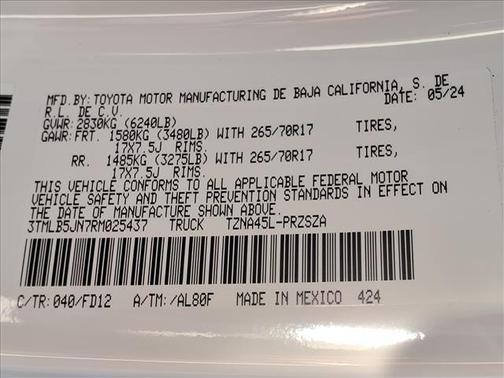 MFD.BY:TOYOTA MOTOR MANUFACTURING DE BAJA CALIFORNIA, S. DE
R.L. DE C.V. DATE: 05/24
GVWR:2830KG (6240LB)
GAWR:FRT. 1580KG (3480LB) WITH 265/70R17 TIRES,
17X7.5J RIMS.
RR. 1485KG (3275LB) WITH 265/70R17 TIRES,
17X7.5J RIMS.
THIS VEHICLE CONFORMS TO ALL APPLICABLE FEDERAL MOTOR
VEHICLE SAFETY AND THEFT PREVENTION STANDARDS IN EFFECT ON
THE DATE OF MANUFACTURE SHOWN ABOVE.
3TMLB5JN7RM025437 TRUCK TZNA45L-PRZSZA
C/TR:040/FD12 A/TM:/AL80F MADE IN MEXICO 424